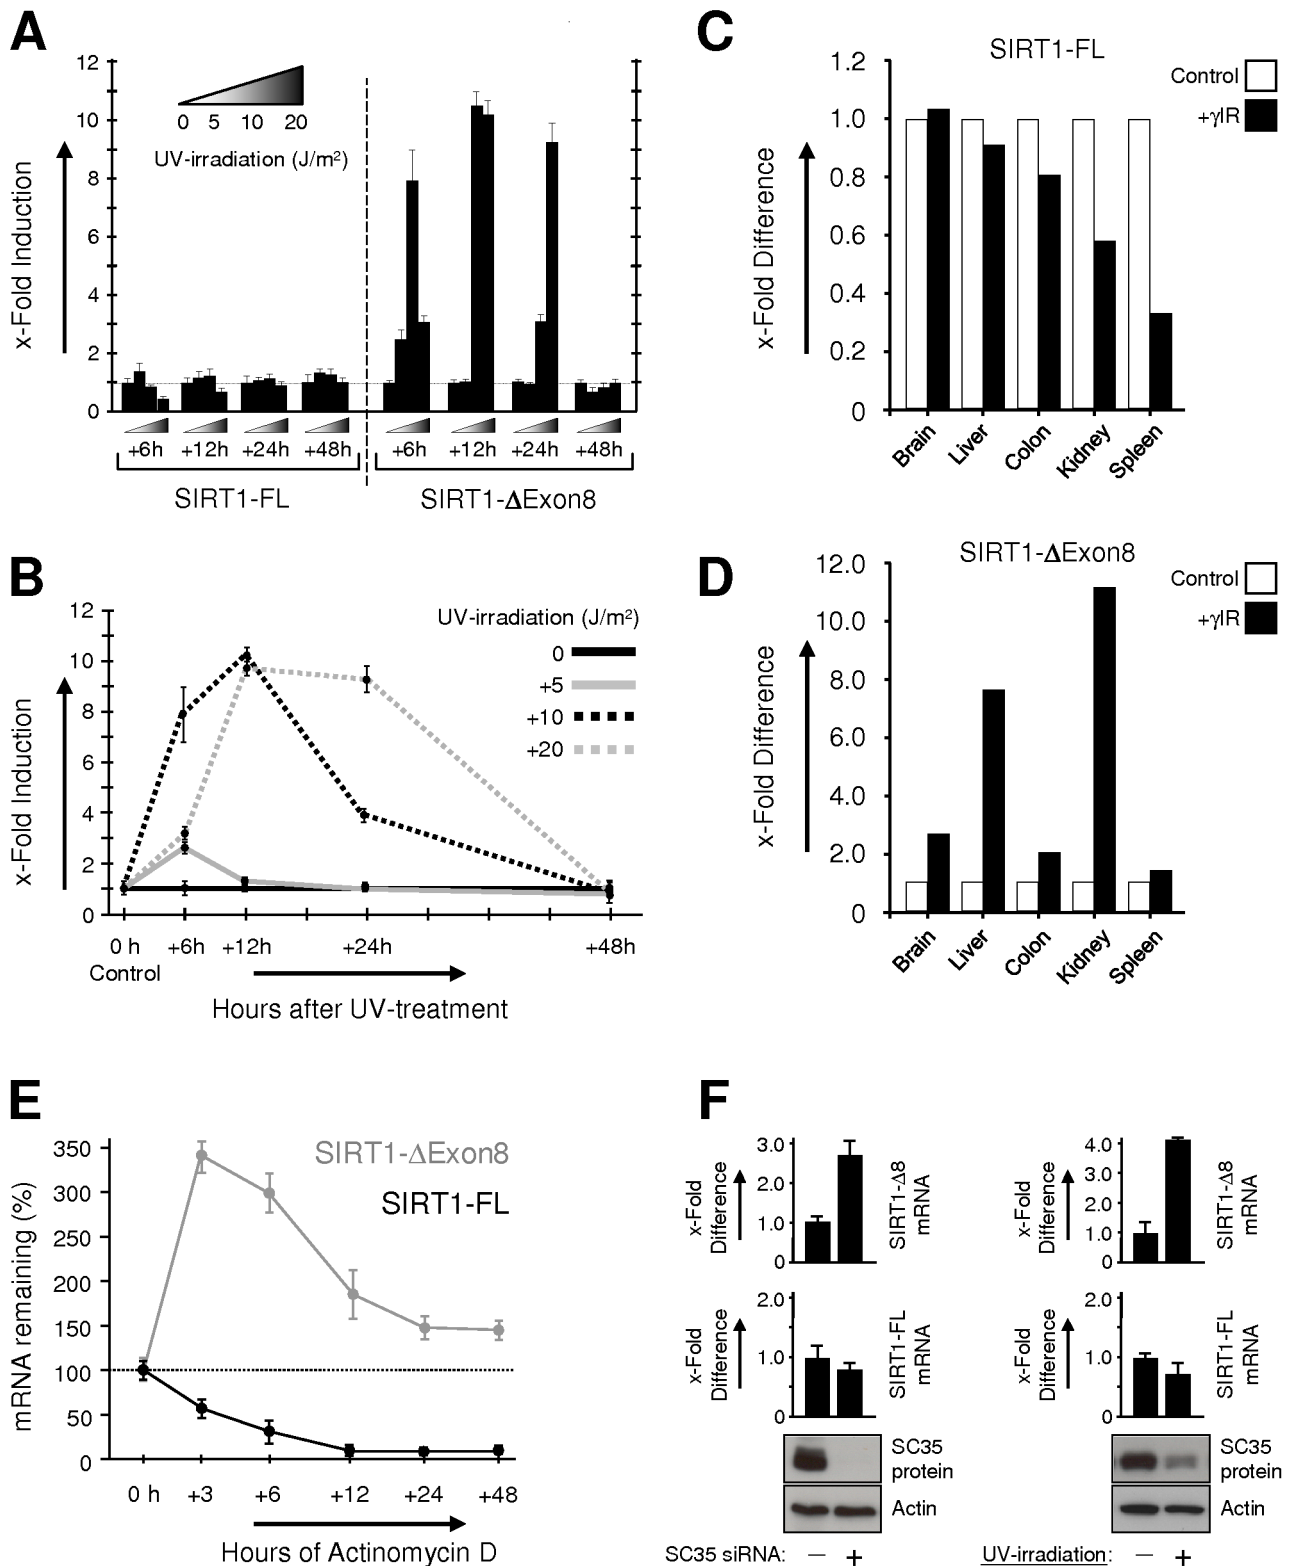 A
12
10
8
6
4
2
0
x-Fold Induction
0 5 10 20
UV-irradiation (J/m²)
+6h +12h +24h +48h
SIRT1-FL
+6h +12h +24h +48h
SIRT1-ΔExon8
B
12
10
8
6
4
2
0
x-Fold Induction
UV-irradiation (J/m²)
0
+5
+10
+20
0 h +6h +12h +24h +48h
Control
Hours after UV-treatment
C
SIRT1-FL
Control
+γIR
1.2
1.0
0.8
0.6
0.4
0.2
0
x-Fold Difference
Brain Liver Colon Kidney Spleen
D
SIRT1-ΔExon8
Control
+γIR
12.0
10.0
8.0
6.0
4.0
2.0
0
x-Fold Difference
Brain Liver Colon Kidney Spleen
E
350
300
250
200
150
100
50
0
mRNA remaining (%)
SIRT1-ΔExon8
SIRT1-FL
0 h +3 +6 +12 +24 +48
Hours of Actinomycin D
F
3.0
2.0
1.0
0
x-Fold
Difference
SIRT1-Δ8
mRNA
2.0
1.0
0
x-Fold
Difference
SIRT1-FL
mRNA
SC35
protein
Actin
SC35 siRNA: – +
4.0
3.0
2.0
1.0
0
x-Fold
Difference
SIRT1-Δ8
mRNA
2.0
1.0
0
x-Fold
Difference
SIRT1-FL
mRNA
SC35
protein
Actin
UV-irradiation: – +